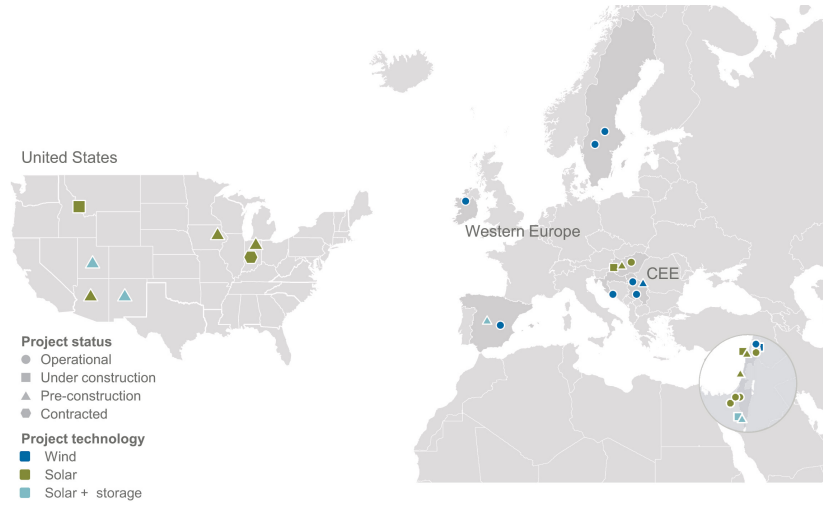 United States
Western Europe
CEE
Project status
Operational
Under construction
Pre-construction
Contracted
Project technology
Wind
Solar
Solar + storage